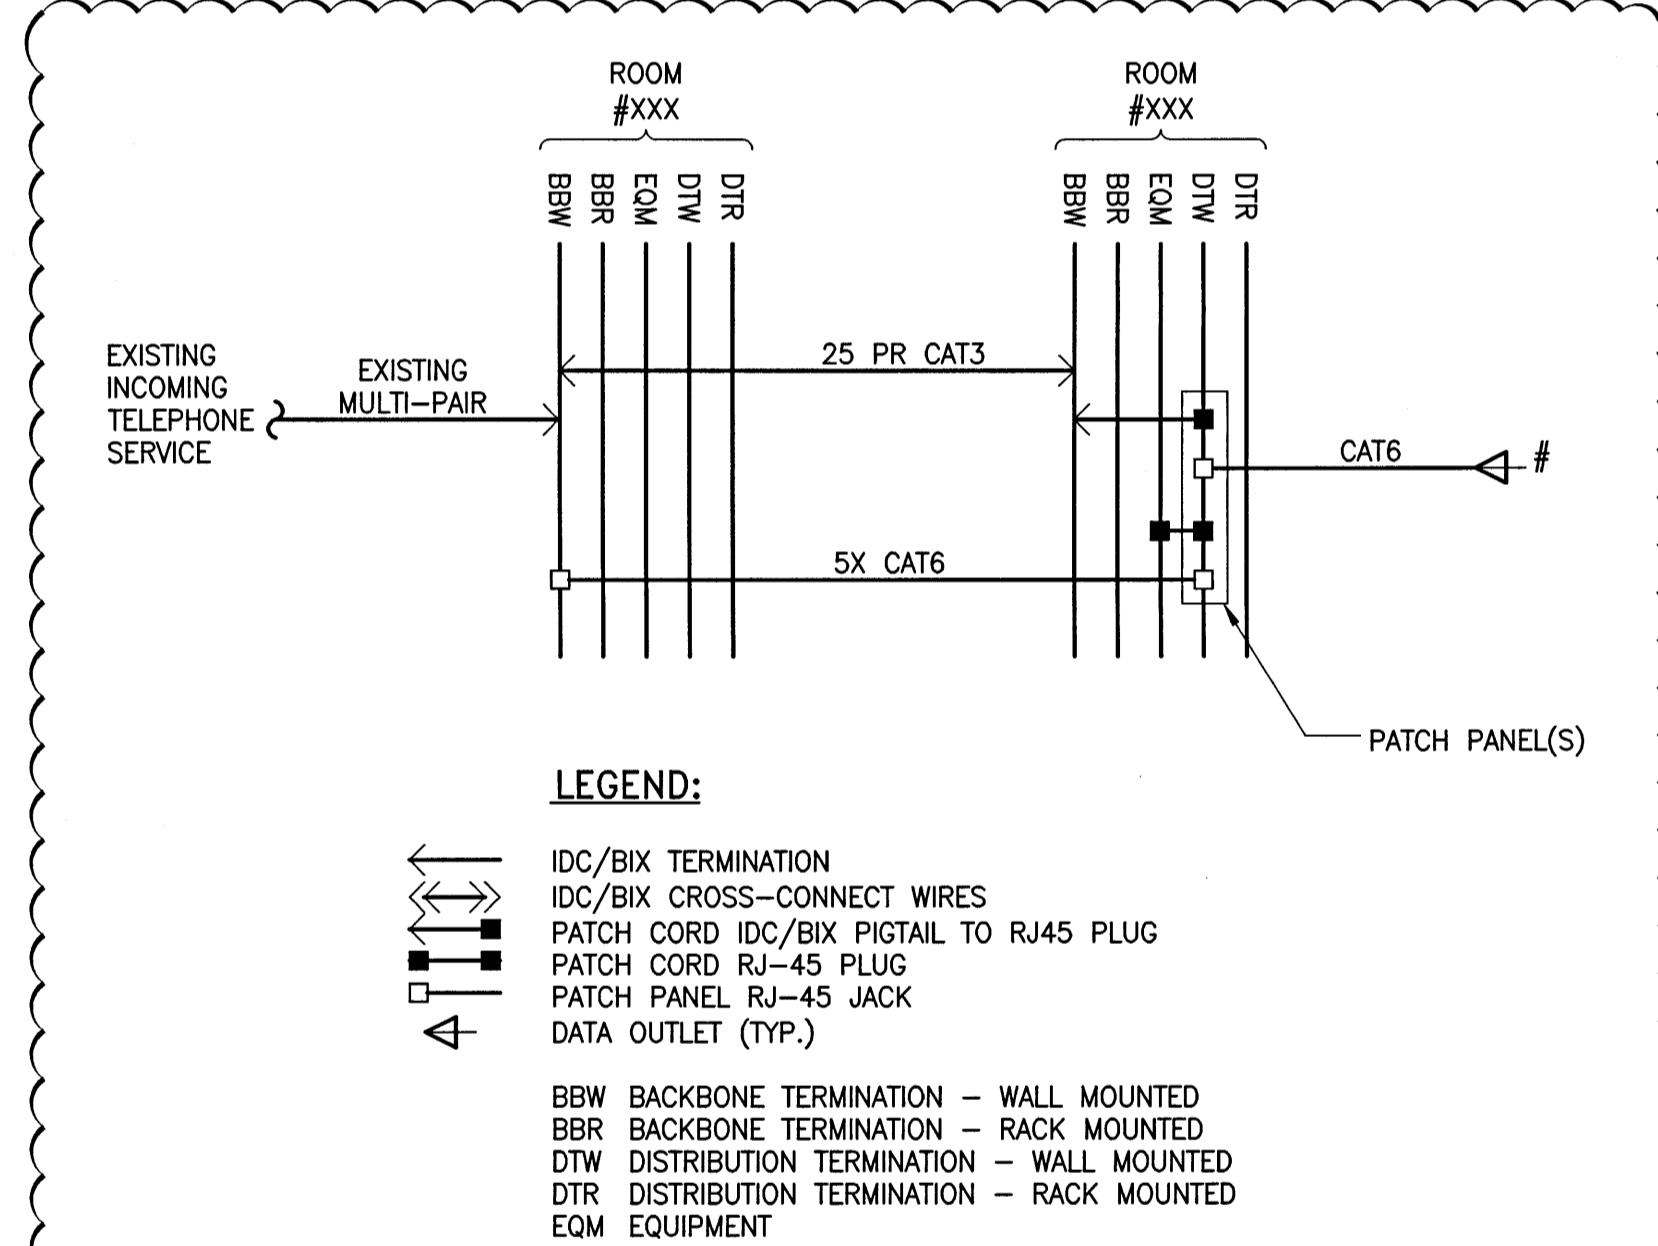 ROOM
#XXX
ROOM
#XXX
BBW
BBR
EQM
DTW
DTR
BBW
BBR
EQM
DTW
DTR
EXISTING
INCOMING
TELEPHONE
SERVICE
EXISTING
MULTI-PAIR
25 PR CAT3
CAT6
#
5X CAT6
PATCH PANEL(S)
LEGEND:
IDC/BIX TERMINATION
IDC/BIX CROSS-CONNECT WIRES
PATCH CORD IDC/BIX PIGTAIL TO RJ45 PLUG
PATCH CORD RJ-45 PLUG
PATCH PANEL RJ-45 JACK
DATA OUTLET (TYP.)
BBW BACKBONE TERMINATION - WALL MOUNTED
BBR BACKBONE TERMINATION - RACK MOUNTED
DTW DISTRIBUTION TERMINATION - WALL MOUNTED
DTR DISTRIBUTION TERMINATION - RACK MOUNTED
EQM EQUIPMENT